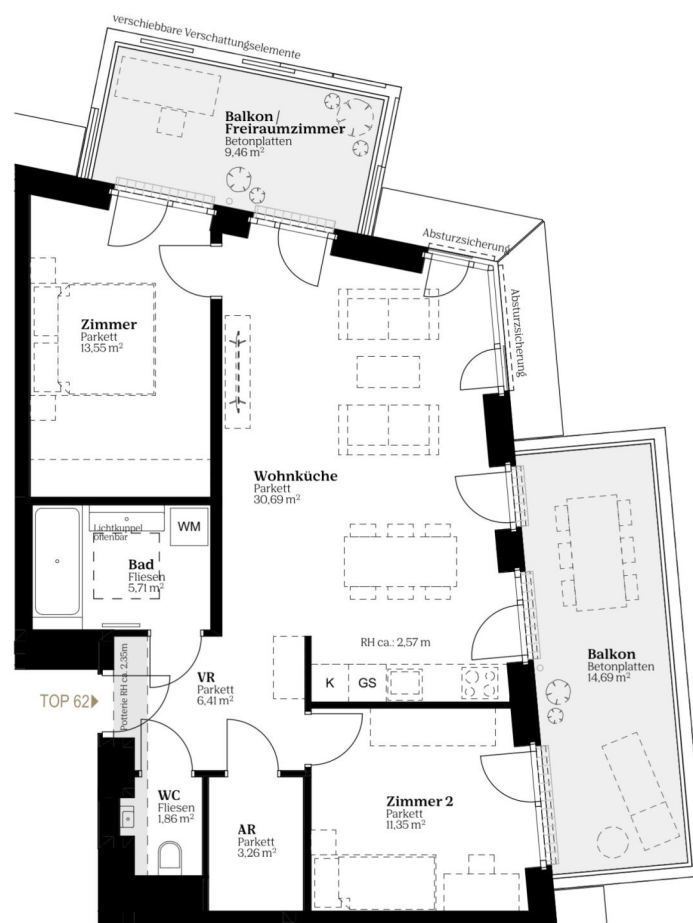 verschiebbare Verschattungselemente
Balkon /
Freiraumzimmer
Betonplatten
9,46 m²
Absturzsicherung
Absturzsicherung
Zimmer
Parkett
13,55 m²
Wohnküche
Parkett
30,69 m²
Lichtkuppel
offenbar
WM
Bad
Fliesen
5,71 m²
RH ca.: 2,57 m
Balkon
Betonplatten
14,69 m²
K
GS
VR
Parkett
6,41 m²
Potterie RH ca. 2,35m
TOP 62
WC
Fliesen
1,86 m²
AR
Parkett
3,26 m²
Zimmer 2
Parkett
11,35 m²